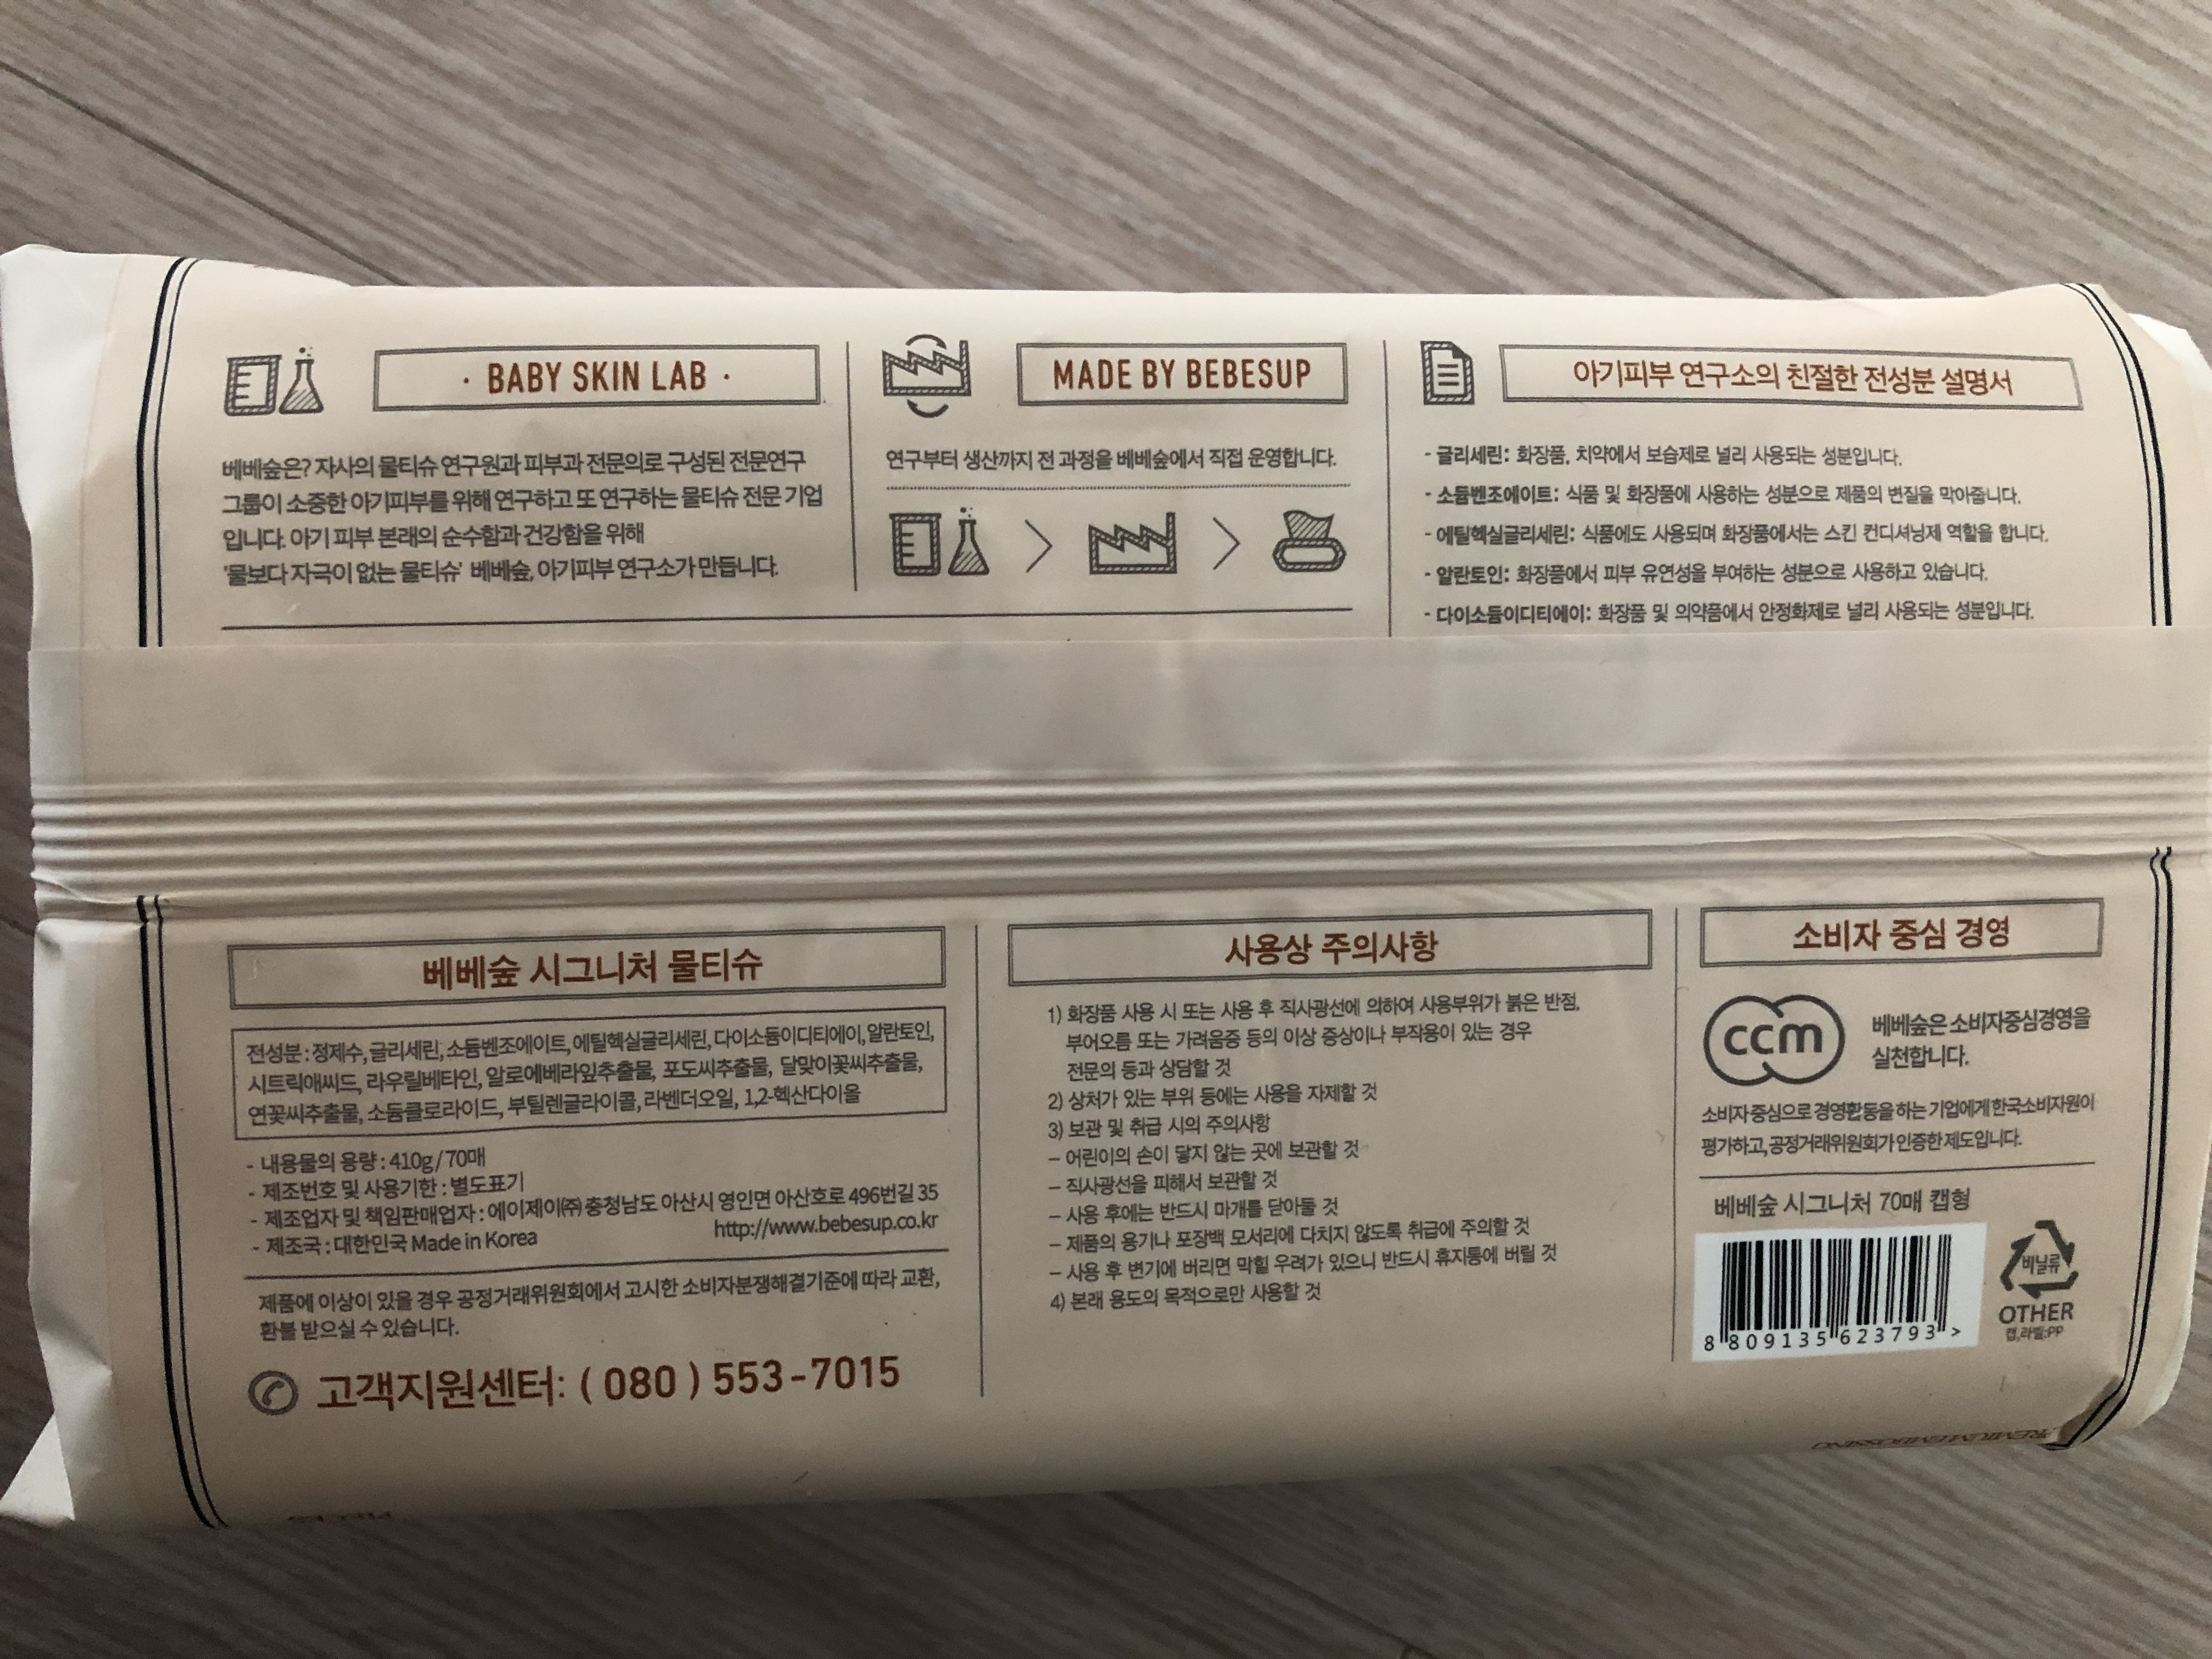 · BABY SKIN LAB ·
베베숲은? 자사의 물티슈 연구원과 피부과 전문의로 구성된 전문연구
그룹이 소중한 아기피부를 위해 연구하고 또 연구하는 물티슈 전문 기업
입니다. 아기 피부 본래의 순수함과 건강함을 위해
'물보다 자극이 없는 물티슈' 베베숲, 아기피부 연구소가 만듭니다.
MADE BY BEBESUP
연구부터 생산까지 전 과정을 베베숲에서 직접 운영합니다.
아기피부 연구소의 친절한 전성분 설명서
- 글리세린: 화장품, 치약에서 보습제로 널리 사용되는 성분입니다.
- 소듐벤조에이트: 식품 및 화장품에 사용하는 성분으로 제품의 변질을 막아줍니다.
- 에틸헥실글리세린: 식품에도 사용되며 화장품에서는 스킨 컨디셔닝제 역할을 합니다.
- 알란토인: 화장품에서 피부 유연성을 부여하는 성분으로 사용하고 있습니다.
- 다이소듐이디티에이: 화장품 및 의약품에서 안정화제로 널리 사용되는 성분입니다.
베베숲 시그니처 물티슈
전성분 : 정제수, 글리세린, 소듐벤조에이트, 에틸헥실글리세린, 다이소듐이디티에이, 알란토인,
시트릭애씨드, 라우릴베타인, 알로에베라잎추출물, 포도씨추출물, 달맞이꽃씨추출물,
연꽃씨추출물, 소듐클로라이드, 부틸렌글라이콜, 라벤더오일, 1,2-헥산다이올
- 내용물의 용량 : 410g / 70매
- 제조번호 및 사용기한 : 별도표기
- 제조업자 및 책임판매업자 : 에이제이㈜ 충청남도 아산시 영인면 아산호로 496번길 35
http://www.bebesup.co.kr
- 제조국 : 대한민국 Made in Korea
제품에 이상이 있을 경우 공정거래위원회에서 고시한 소비자분쟁해결기준에 따라 교환,
환불 받으실 수 있습니다.
고객지원센터: ( 080 ) 553-7015
사용상 주의사항
1) 화장품 사용 시 또는 사용 후 직사광선에 의하여 사용부위가 붉은 반점,
부어오름 또는 가려움증 등의 이상 증상이나 부작용이 있는 경우
전문의 등과 상담할 것
2) 상처가 있는 부위 등에는 사용을 자제할 것
3) 보관 및 취급 시의 주의사항
– 어린이의 손이 닿지 않는 곳에 보관할 것
– 직사광선을 피해서 보관할 것
– 사용 후에는 반드시 마개를 닫아둘 것
– 제품의 용기나 포장백 모서리에 다치지 않도록 취급에 주의할 것
– 사용 후 변기에 버리면 막힐 우려가 있으니 반드시 휴지통에 버릴 것
4) 본래 용도의 목적으로만 사용할 것
소비자 중심 경영
ccm
베베숲은 소비자중심경영을
실천합니다.
소비자 중심으로 경영활동을 하는 기업에게 한국소비자원이
평가하고, 공정거래위원회가 인증한 제도입니다.
베베숲 시그니처 70매 캡형
8 809135 623793 >
비닐류
OTHER
캡,라벨:PP
PREMIUM EMBOSSING